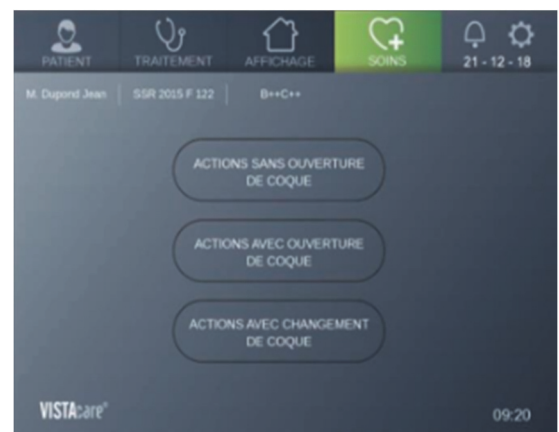 PATIENT
TRAITEMENT
AFFICHAGE
SOINS
21 - 12 - 18
M. Dupond Jean
SSR 2015 F 122
B++C++
ACTIONS SANS OUVERTURE
DE COQUE
ACTIONS AVEC OUVERTURE
DE COQUE
ACTIONS AVEC CHANGEMENT
DE COQUE
VISTAcare®
09:20